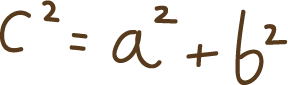 c² = a² + b²